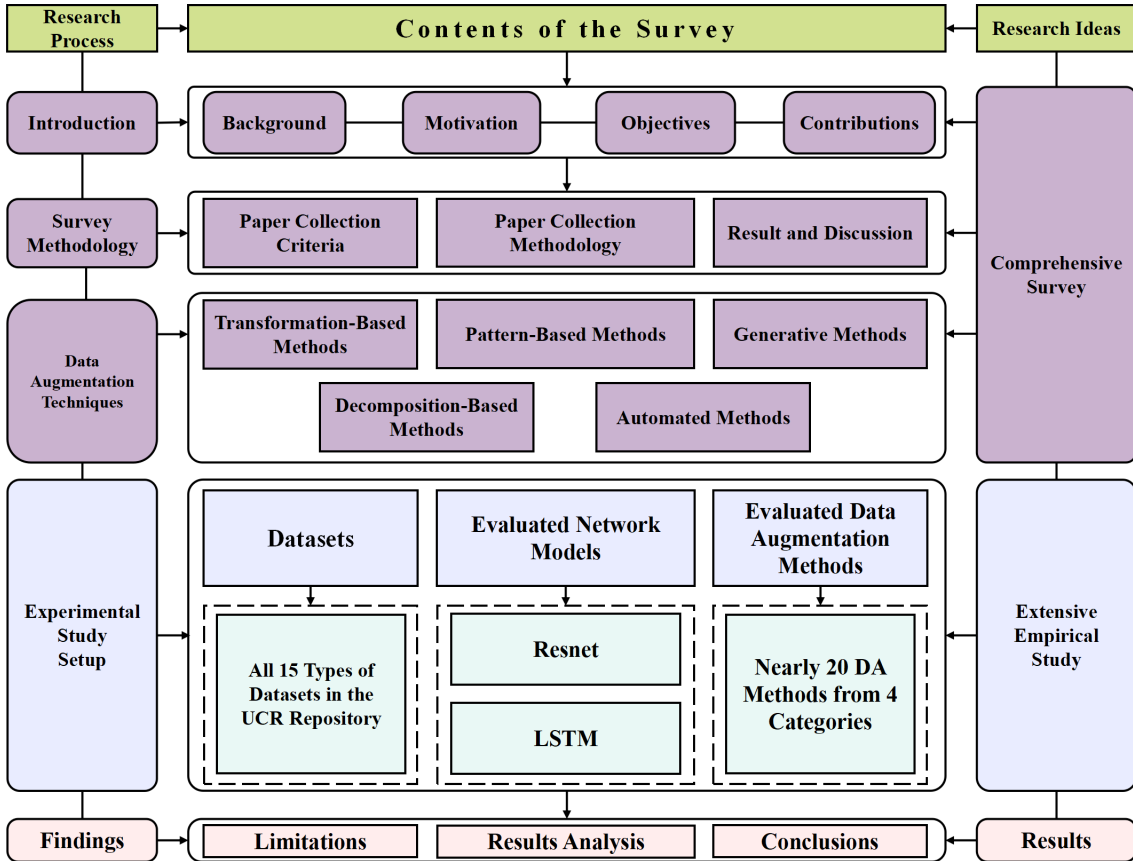 Research
Process
Contents of the Survey
Research Ideas
Introduction
Background
Motivation
Objectives
Contributions
Survey
Methodology
Paper Collection
Criteria
Paper Collection
Methodology
Result and Discussion
Comprehensive
Survey
Data
Augmentation
Techniques
Transformation-Based
Methods
Pattern-Based Methods
Generative Methods
Decomposition-Based
Methods
Automated Methods
Experimental
Study
Setup
Datasets
Evaluated Network
Models
Evaluated Data
Augmentation
Methods
All 15 Types of
Datasets in the
UCR Repository
Resnet
LSTM
Nearly 20 DA
Methods from 4
Categories
Extensive
Empirical
Study
Findings
Limitations
Results Analysis
Conclusions
Results